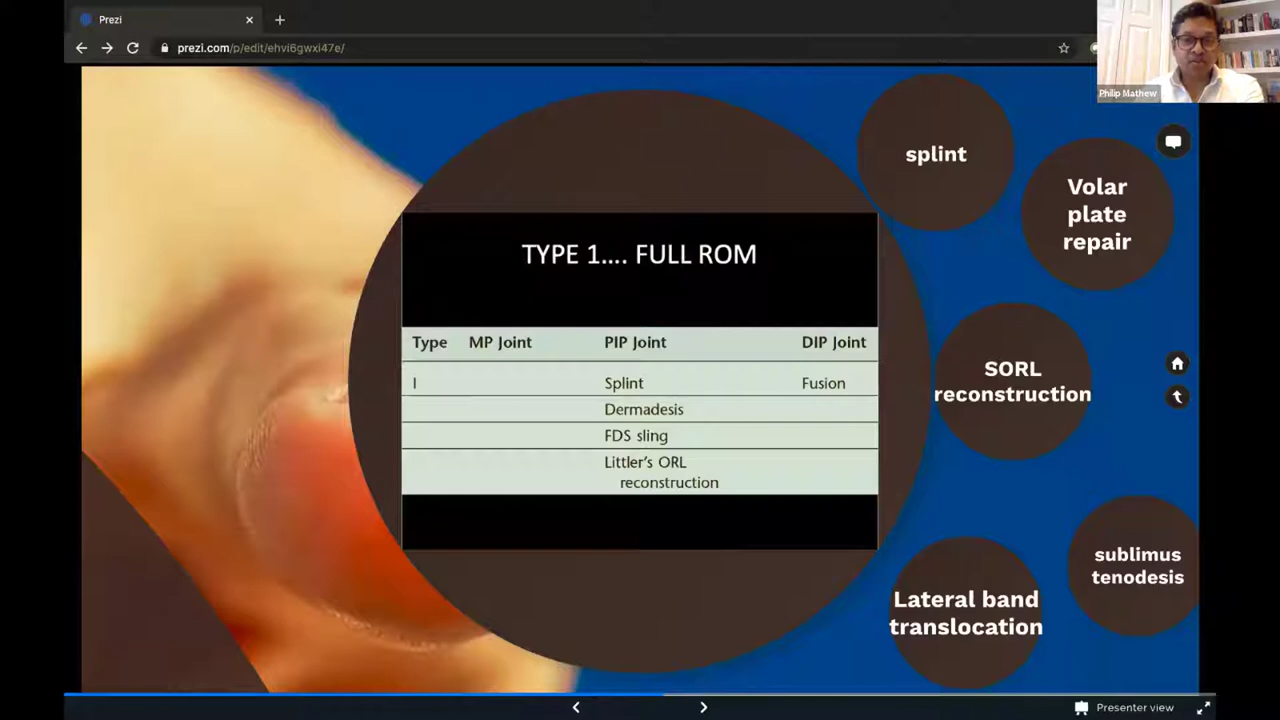 Prezi
prezi.com/p/edit/ehvi6gwxi47e/
Philip Mathew
TYPE 1.... FULL ROM
Type MP Joint PIP Joint DIP Joint
I Splint Fusion
Dermadesis
FDS sling
Littler's ORL
reconstruction
splint
Volar
plate
repair
SORL
reconstruction
sublimus
tenodesis
Lateral band
translocation
Presenter view